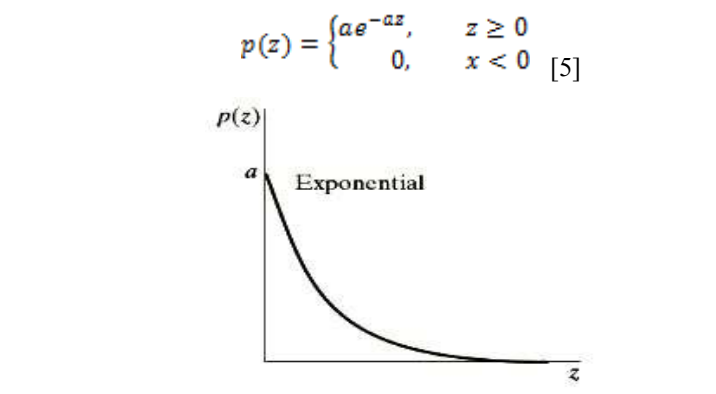 p(z) = { ae^{-az},   z ≥ 0
0,   x < 0   [5]
p(z)
a   Exponential
z